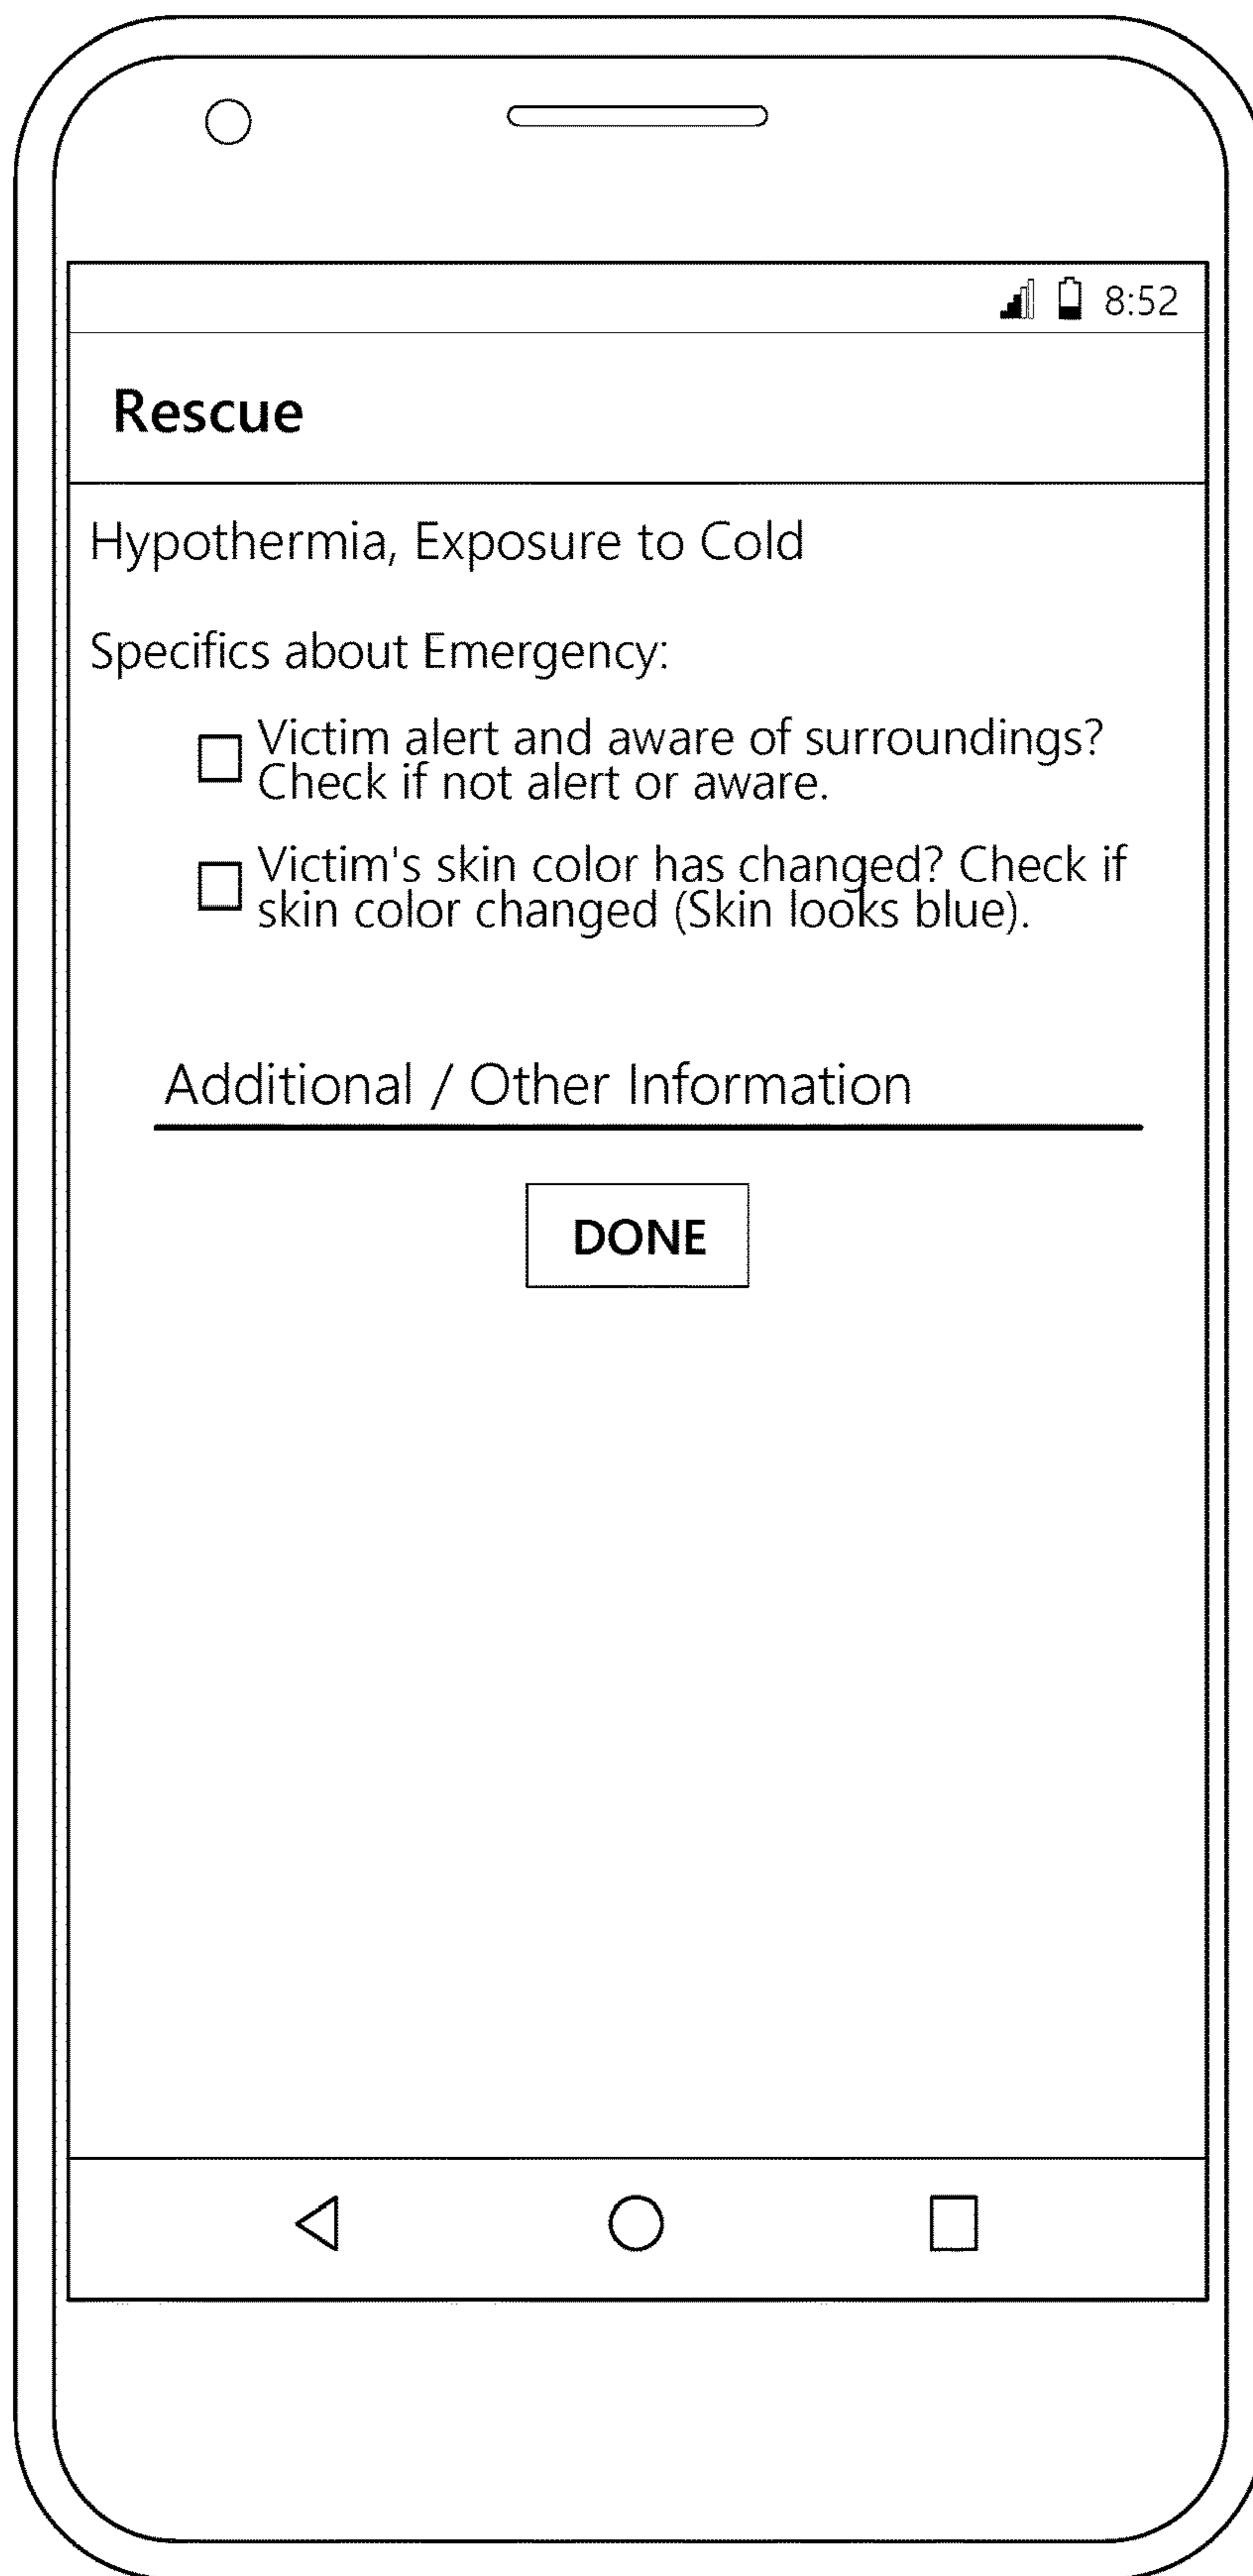 8:52
Rescue
Hypothermia, Exposure to Cold
Specifics about Emergency:
Victim alert and aware of surroundings?
Check if not alert or aware.
Victim's skin color has changed? Check if
skin color changed (Skin looks blue).
Additional / Other Information
DONE